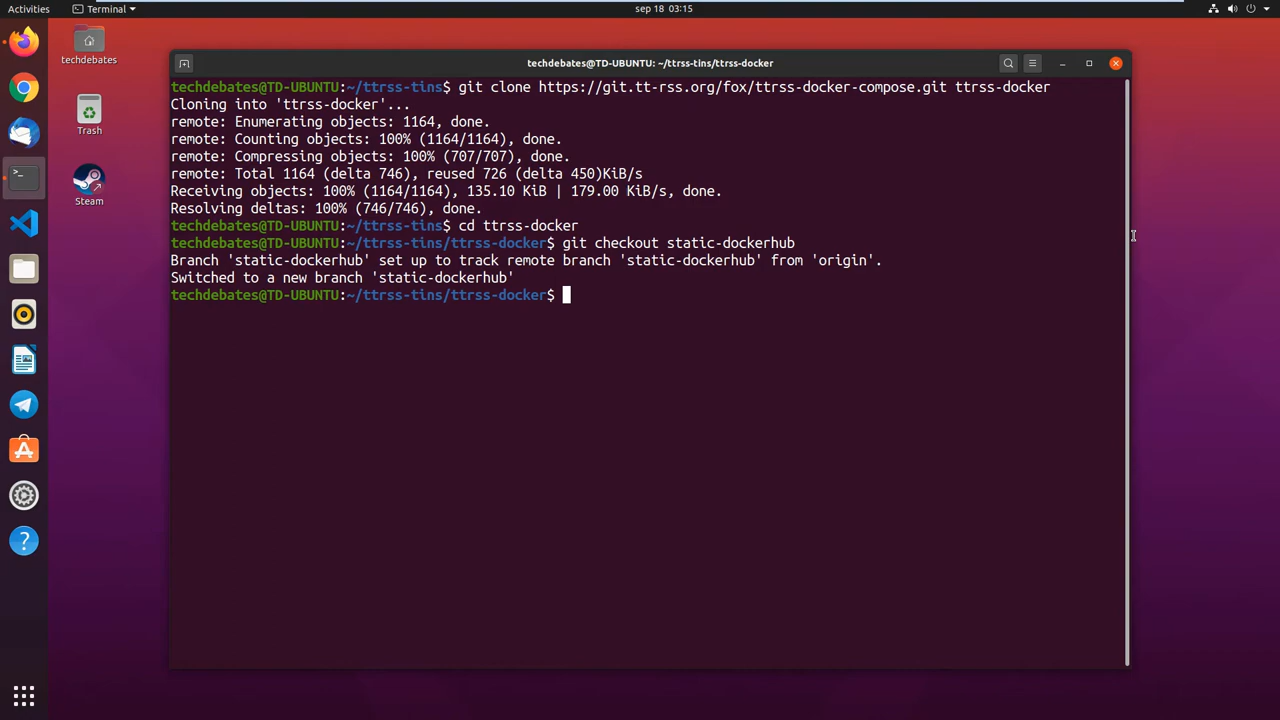 Activities
Terminal
sep 18 03:15
techdebates
Trash
Steam
techdebates@TD-UBUNTU: ~/ttrss-tins/ttrss-docker
techdebates@TD-UBUNTU:~/ttrss-tins$ git clone https://git.tt-rss.org/fox/ttrss-docker-compose.git ttrss-docker
Cloning into 'ttrss-docker'...
remote: Enumerating objects: 1164, done.
remote: Counting objects: 100% (1164/1164), done.
remote: Compressing objects: 100% (707/707), done.
remote: Total 1164 (delta 746), reused 726 (delta 450)KiB/s
Receiving objects: 100% (1164/1164), 135.10 KiB | 179.00 KiB/s, done.
Resolving deltas: 100% (746/746), done.
techdebates@TD-UBUNTU:~/ttrss-tins$ cd ttrss-docker
techdebates@TD-UBUNTU:~/ttrss-tins/ttrss-docker$ git checkout static-dockerhub
Branch 'static-dockerhub' set up to track remote branch 'static-dockerhub' from 'origin'.
Switched to a new branch 'static-dockerhub'
techdebates@TD-UBUNTU:~/ttrss-tins/ttrss-docker$